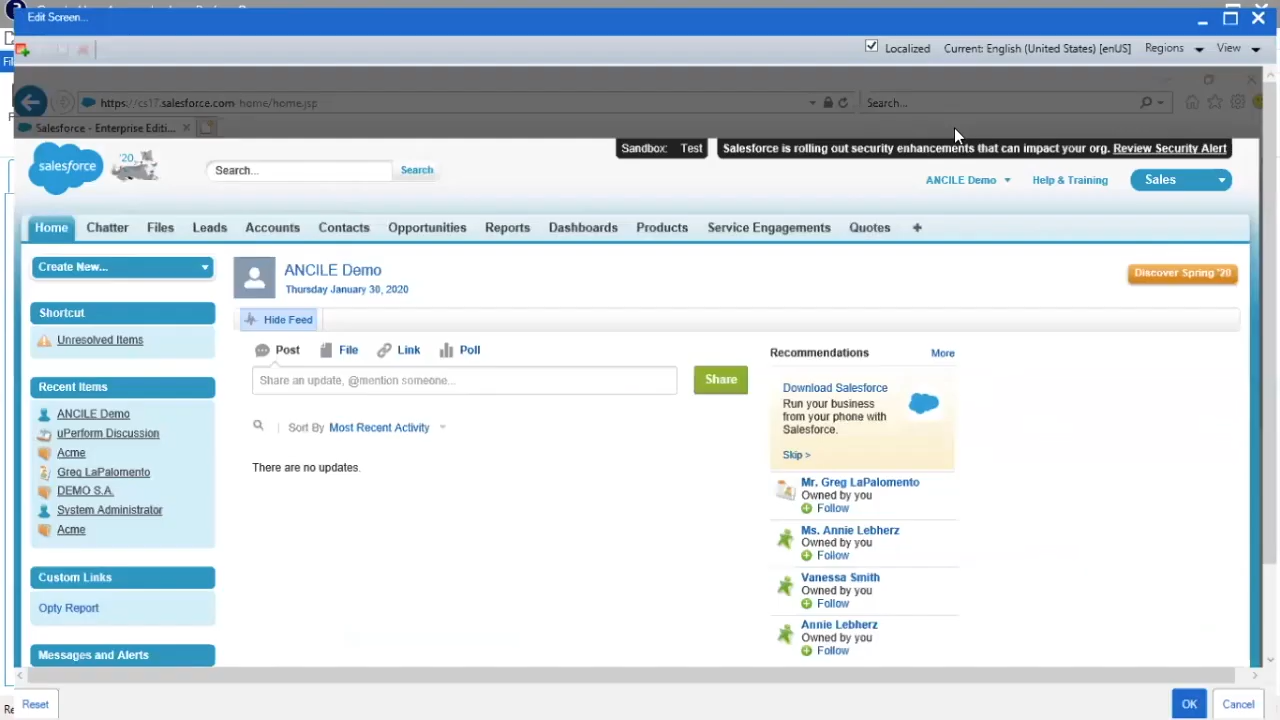 Edit Screen...
Localized Current: English (United States) [enUS] Regions View
https://cs17.salesforce.com home/home.jsp Search...
Salesforce - Enterprise Editi...
Sandbox: Test Salesforce is rolling out security enhancements that can impact your org. Review Security Alert
salesforce '20 Search... Search
ANCILE Demo Help & Training Sales
Home Chatter Files Leads Accounts Contacts Opportunities Reports Dashboards Products Service Engagements Quotes +
Create New...
ANCILE Demo
Thursday January 30, 2020
Discover Spring '20
Shortcut
Unresolved Items
Hide Feed
Post File Link Poll
Share an update, @mention someone...
Share
Sort By Most Recent Activity
There are no updates.
Recommendations More
Download Salesforce
Run your business
from your phone with
Salesforce.
Skip >
Mr. Greg LaPalomento
Owned by you
Follow
Ms. Annie Lebherz
Owned by you
Follow
Vanessa Smith
Owned by you
Follow
Annie Lebherz
Owned by you
Follow
Recent Items
ANCILE Demo
uPerform Discussion
Acme
Greg LaPalomento
DEMO S.A.
System Administrator
Acme
Custom Links
Opty Report
Messages and Alerts
Reset OK Cancel